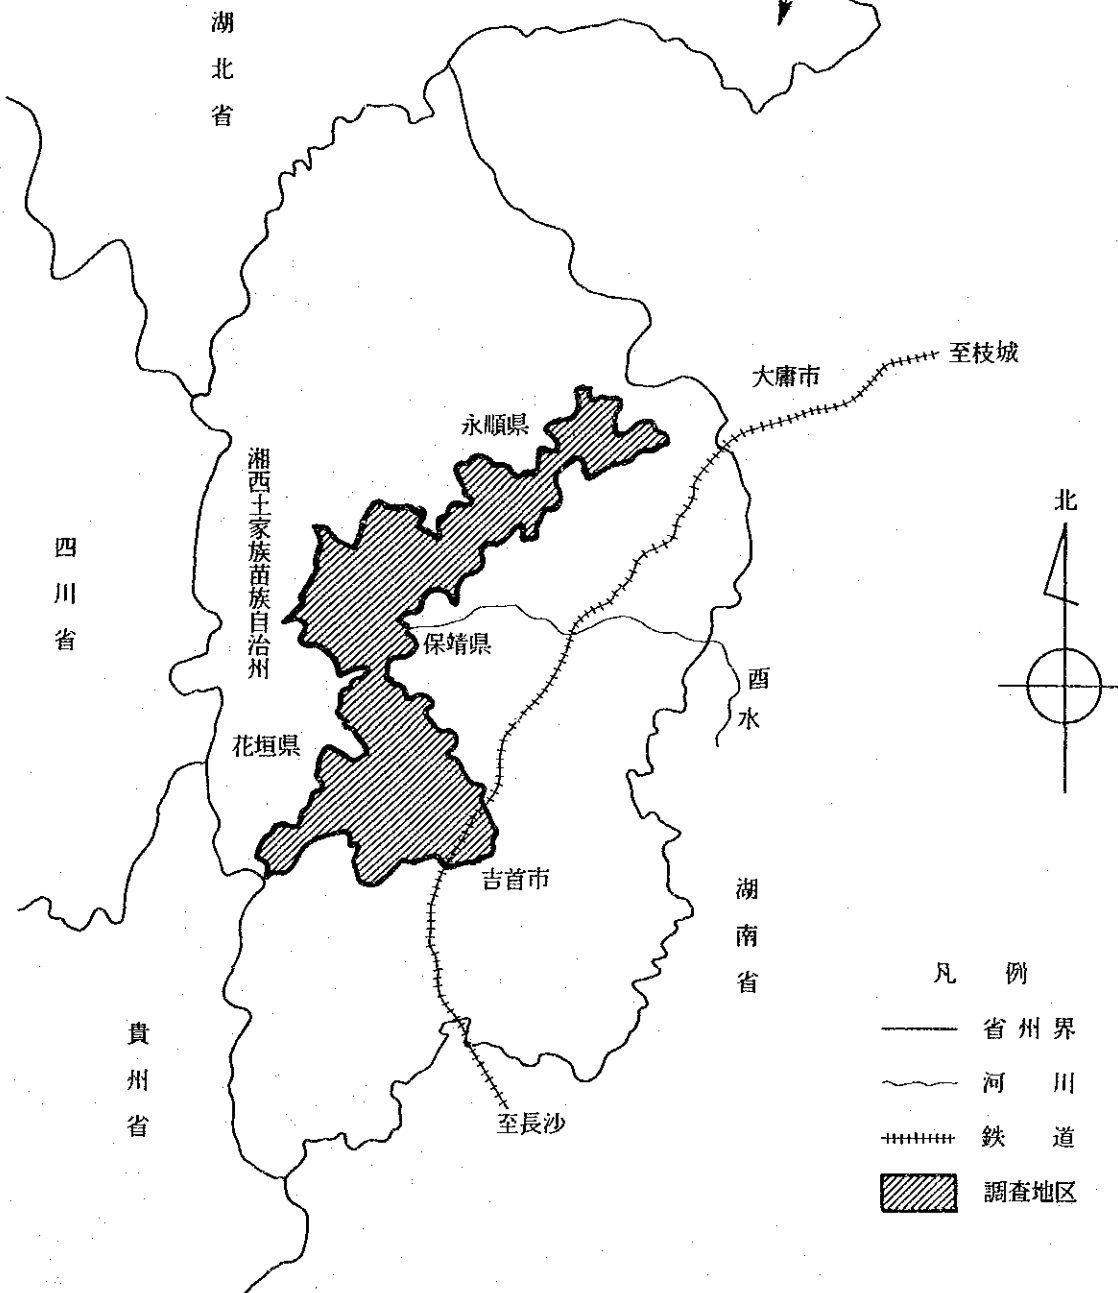 湖北省
至枝城
大庸市
永順県
湘西土家族苗族自治州
北
四川省
保靖県
酉水
花垣県
吉首市
湖南省
貴州省
至長沙
凡例
省州界
河川
鉄道
調査地区